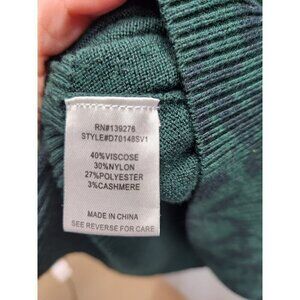 RN#139276
STYLE#D70148SV1
40%VISCOSE
30%NYLON
27%POLYESTER
3%CASHMERE
MADE IN CHINA
SEE REVERSE FOR CARE